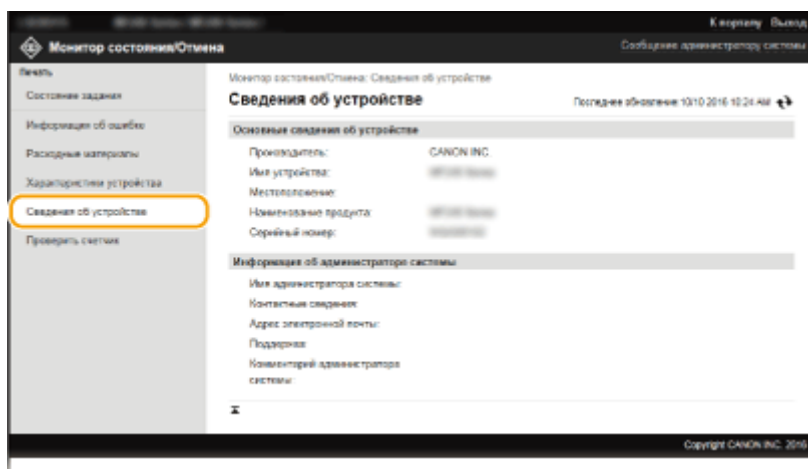 К порталу Выход
Монитор состояния/Отмена
Сообщение администратору системы
Печать
Состояние задания
Информация об ошибке
Расходные материалы
Характеристики устройства
Сведения об устройстве
Проверить счетчик
Монитор состояния/Отмена: Сведения об устройстве
Сведения об устройстве
Последнее обновление 10/10 2016 10:24 AM
Основные сведения об устройстве
Производитель: CANON INC.
Имя устройства:
Местоположение:
Наименование продукта:
Серийный номер:
Информация об администраторе системы
Имя администратора системы:
Контактные сведения:
Адрес электронной почты:
Поддержка:
Комментарий администратора
системы:
Copyright CANON INC. 2016